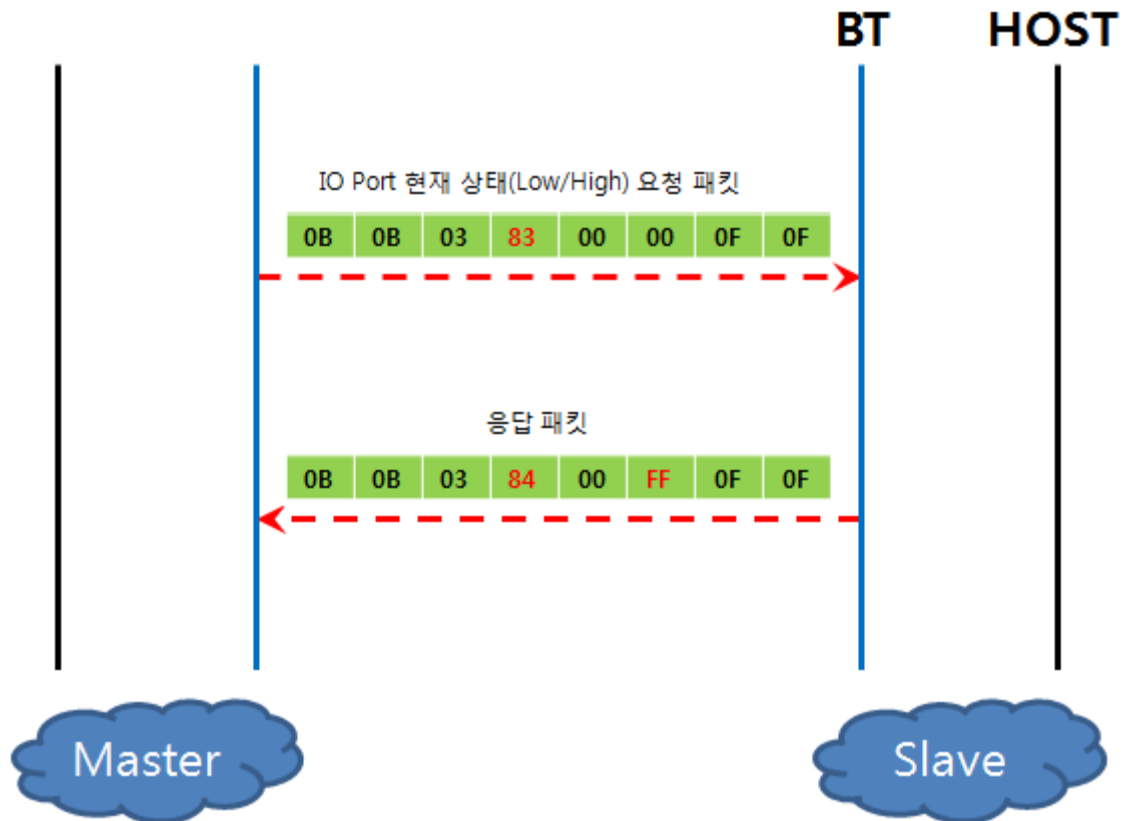 BT HOST
IO Port 현재 상태(Low/High) 요청 패킷
0B 0B 03 83 00 00 0F 0F
응답 패킷
0B 0B 03 84 00 FF 0F 0F
Master Slave